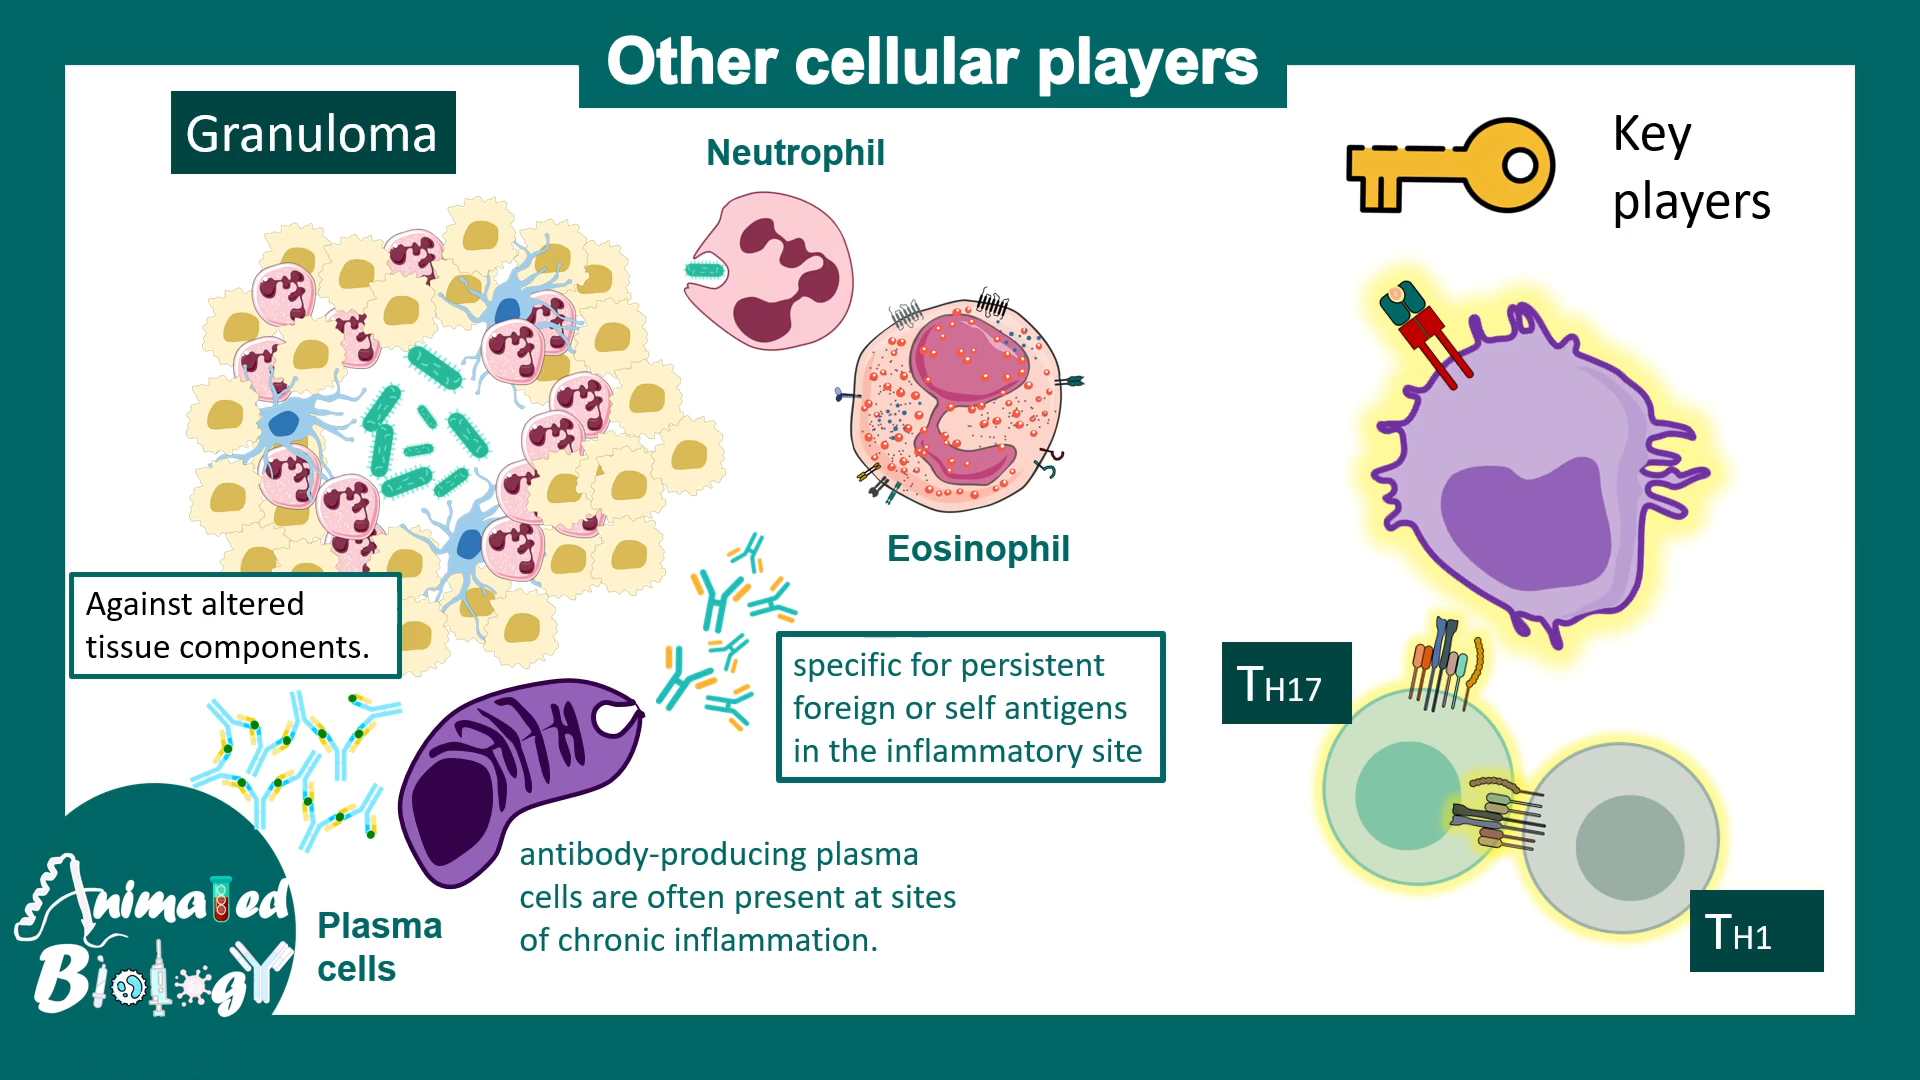 Other cellular players
Granuloma
Neutrophil
Key
players
Eosinophil
Against altered
tissue components.
specific for persistent
foreign or self antigens
in the inflammatory site
TH17
antibody-producing plasma
cells are often present at sites
of chronic inflammation.
Plasma
cells
TH1
Animated
Biology